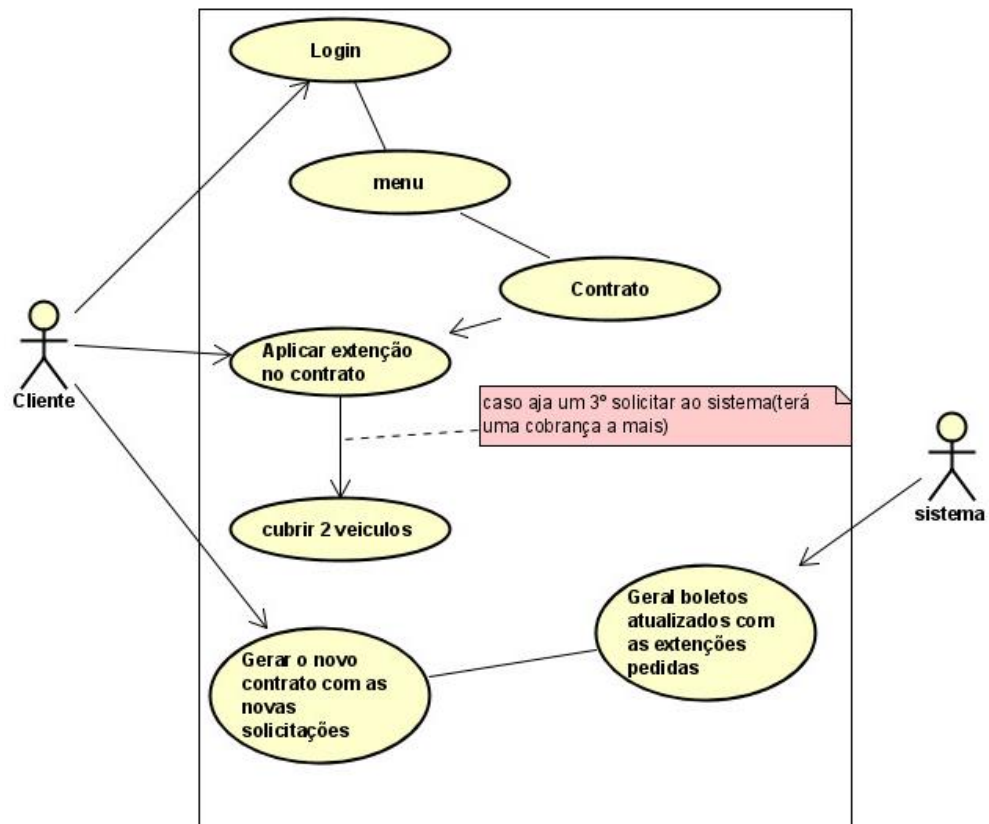 Login
menu
Contrato
Aplicar extenção
no contrato
Cliente
caso aja um 3º solicitar ao sistema(terá
uma cobrança a mais)
sistema
cubrir 2 veiculos
Geral boletos
atualizados com
as extenções
pedidas
Gerar o novo
contrato com as
novas
solicitações